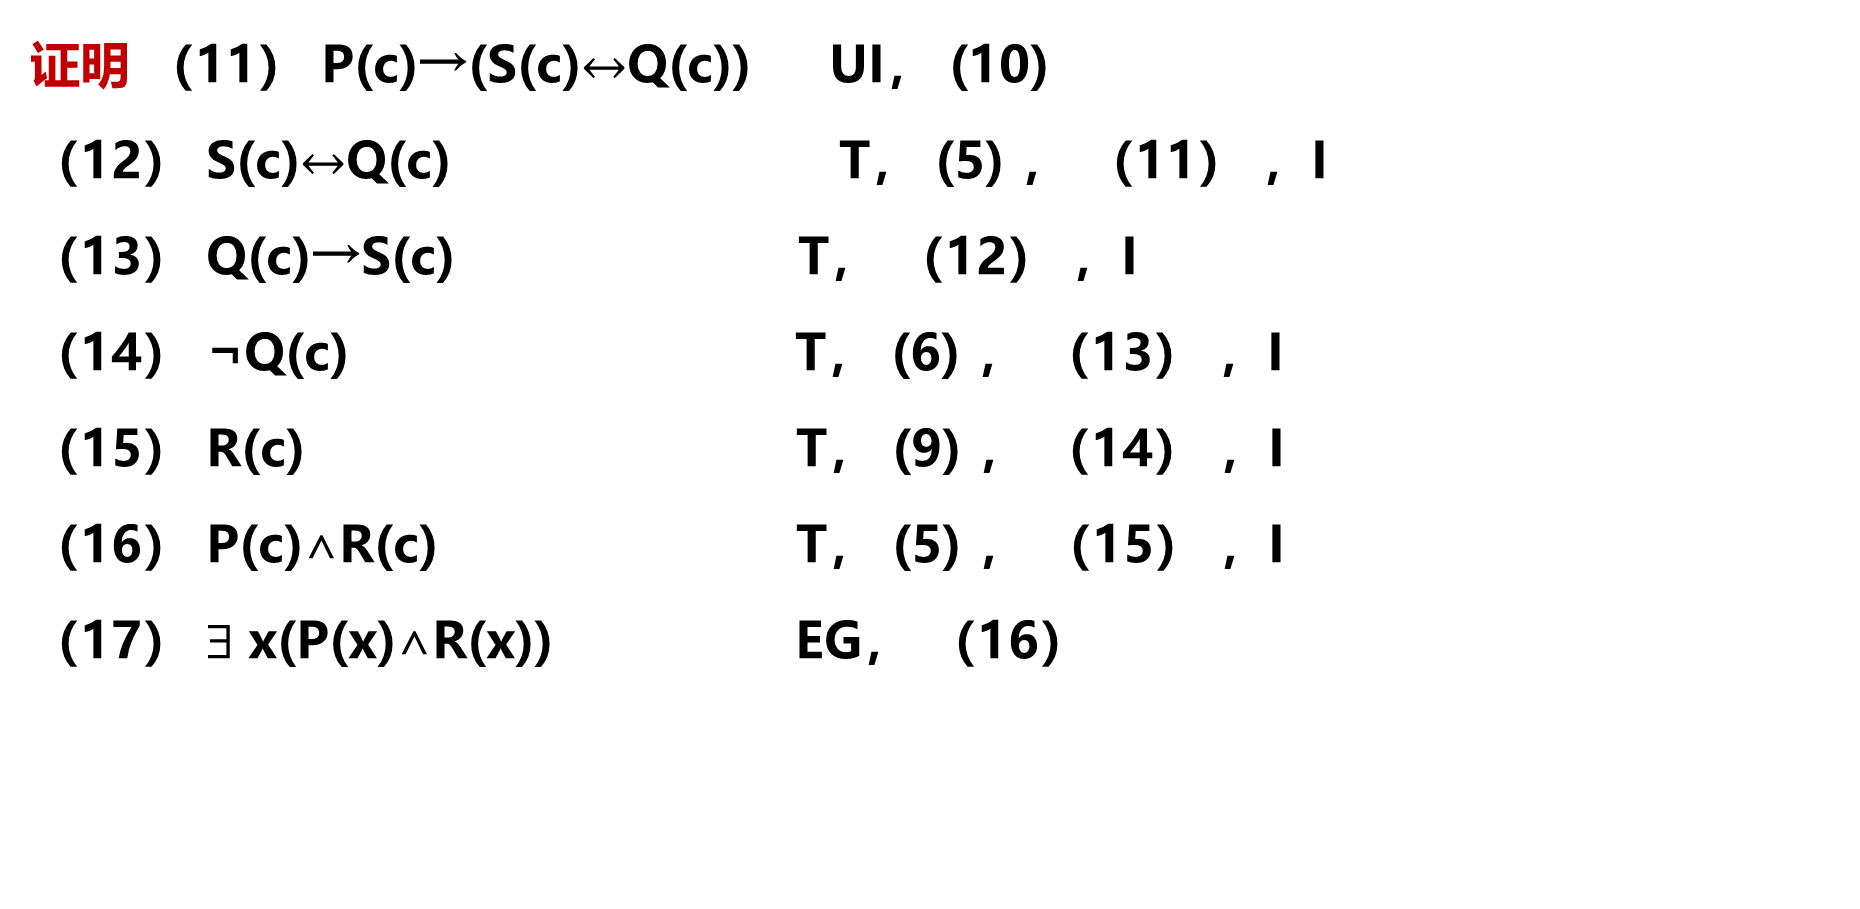 证明 (11) P(c)→(S(c)↔Q(c)) UI, (10)
(12) S(c)↔Q(c) T, (5) , (11) , I
(13) Q(c)→S(c) T, (12) , I
(14) ¬Q(c) T, (6) , (13) , I
(15) R(c) T, (9) , (14) , I
(16) P(c)∧R(c) T, (5) , (15) , I
(17) ∃ x(P(x)∧R(x)) EG, (16)